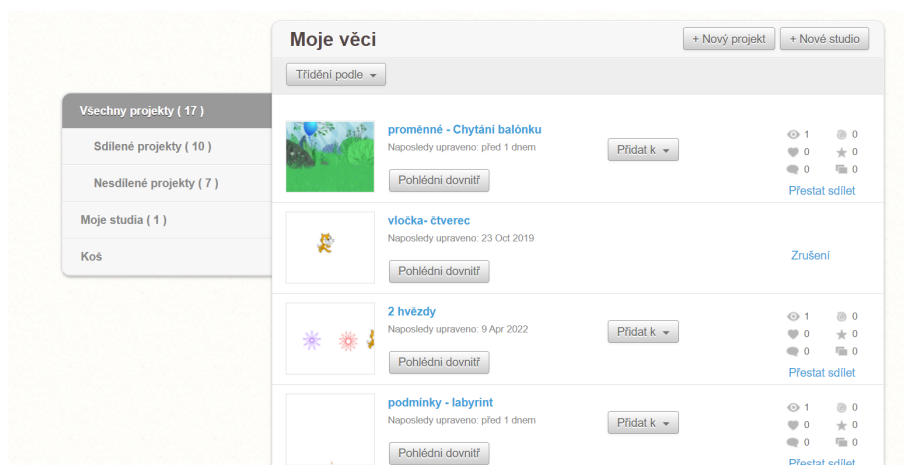 Moje věci
+ Nový projekt
+ Nové studio
Třídění podle
Všechny projekty ( 17 )
Sdílené projekty ( 10 )
Nesdílené projekty ( 7 )
Moje studia ( 1 )
Koš
proměnné - Chytání balónku
Naposledy upraveno: před 1 dnem
Pohlédni dovnitř
Přidat k
1 0
0 0
0 0
Přestat sdílet
vločka- čtverec
Naposledy upraveno: 23 Oct 2019
Pohlédni dovnitř
Zrušení
2 hvězdy
Naposledy upraveno: 9 Apr 2022
Pohlédni dovnitř
Přidat k
1 0
0 0
0 0
Přestat sdílet
podmínky - labyrint
Naposledy upraveno: před 1 dnem
Pohlédni dovnitř
Přidat k
1 0
0 0
0 0
Přestat sdílet